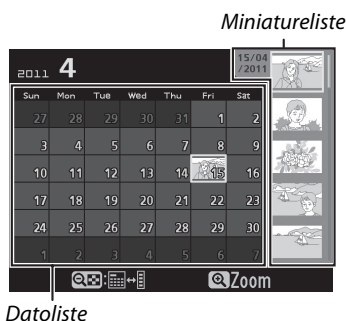 Miniatureliste
15/04
/2011
2011 4
Sun Mon Tue Wed Thu Fri Sat
27 28 29 30 31 1 2
3 4 5 6 7 8 9
10 11 12 13 14 15 16
17 18 19 20 21 22 23
24 25 26 27 28 29 30
1 2 3 4 5 6 7
Zoom
Datoliste